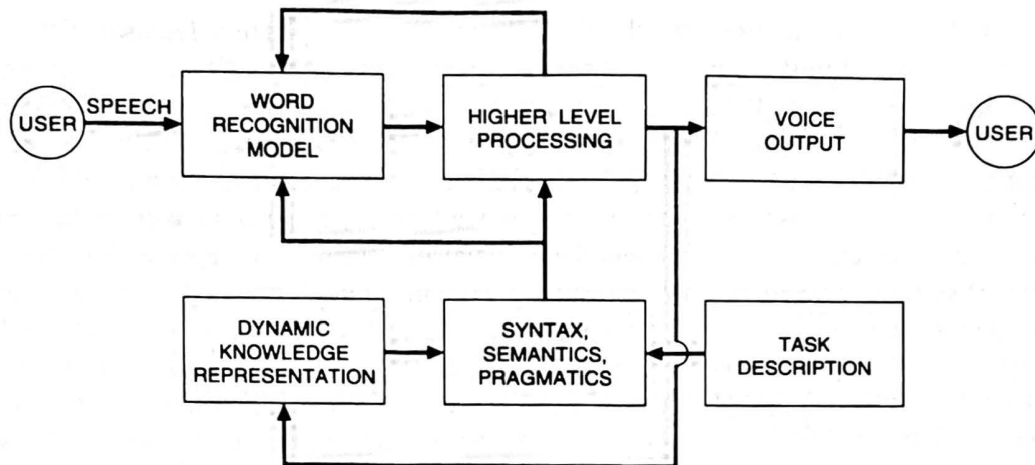 USER
SPEECH
WORD
RECOGNITION
MODEL
HIGHER LEVEL
PROCESSING
VOICE
OUTPUT
USER
DYNAMIC
KNOWLEDGE
REPRESENTATION
SYNTAX,
SEMANTICS,
PRAGMATICS
TASK
DESCRIPTION